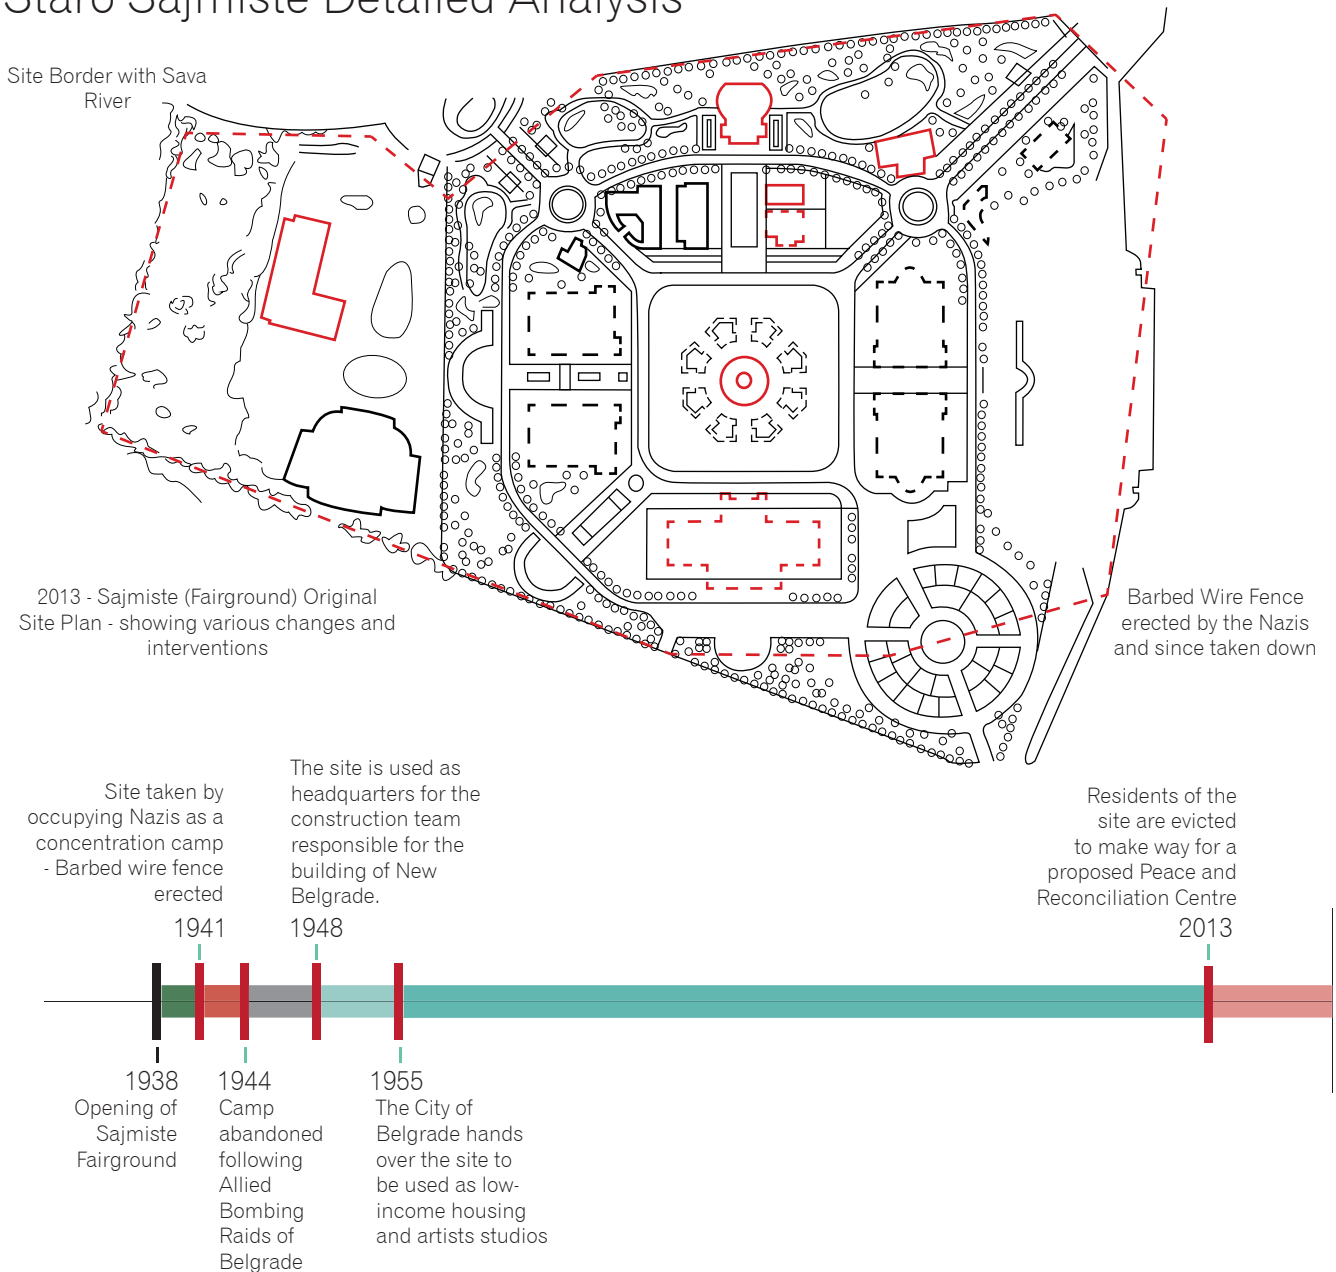 Staro Sajmiste Detailed Analysis
Site Border with Sava
River
2013 - Sajmiste (Fairground) Original
Site Plan - showing various changes and
interventions
Barbed Wire Fence
erected by the Nazis
and since taken down
Site taken by
occupying Nazis as a
concentration camp
- Barbed wire fence
erected
1941
The site is used as
headquarters for the
construction team
responsible for the
building of New
Belgrade.
1948
Residents of the
site are evicted
to make way for a
proposed Peace and
Reconciliation Centre
2013
1938
Opening of
Sajmiste
Fairground
1944
Camp
abandoned
following
Allied
Bombing
Raids of
Belgrade
1955
The City of
Belgrade hands
over the site to
be used as low-
income housing
and artists studios